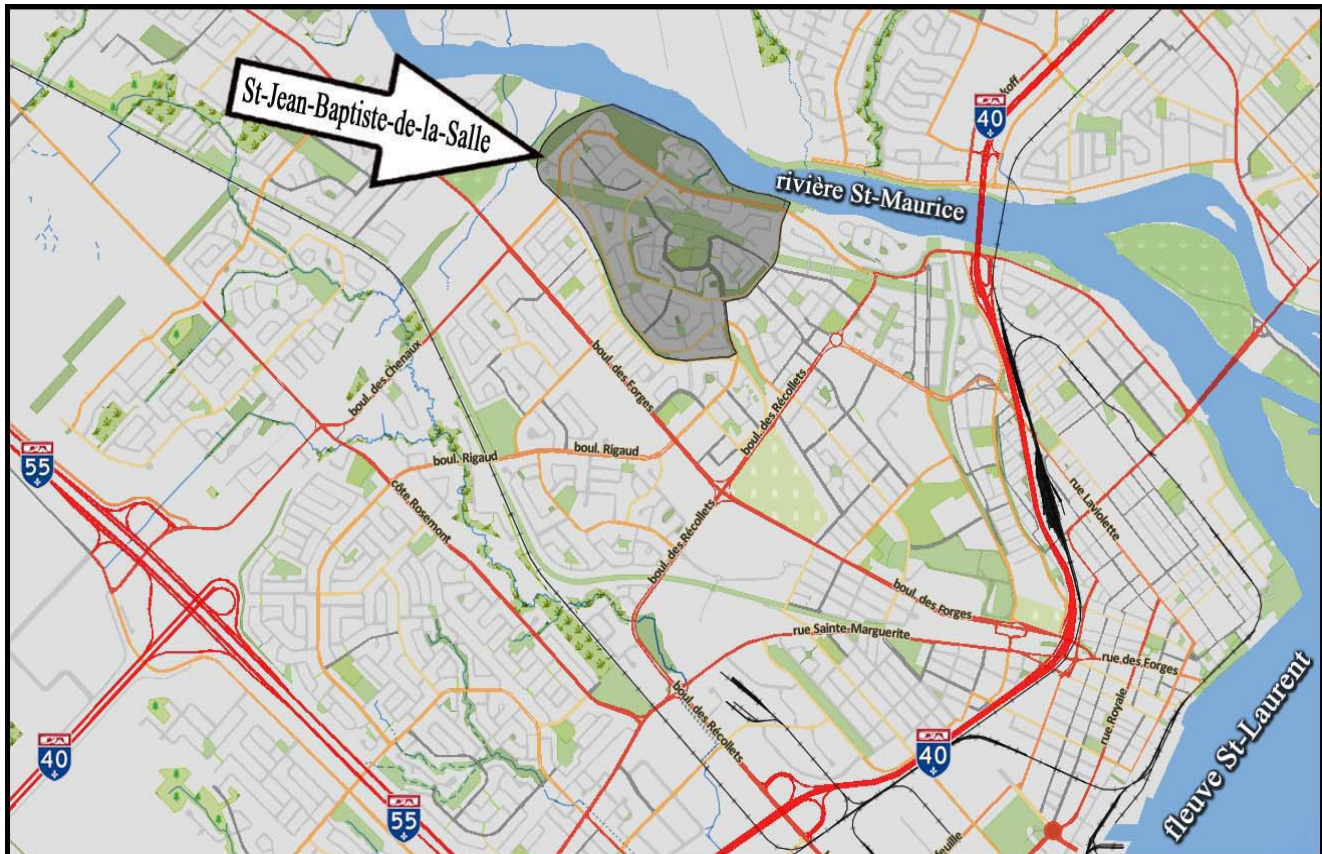 St-Jean-Baptiste-de-la-Salle
koff
40
rivière St-Maurice
boul. des Chenaux
boul. des Forges
boul. des Récollets
boul. Rigaud
boul. Rigaud
55
côte Rosemont
rue Laviolette
boul. des Récollets
boul. des Forges
rue Sainte-Marguerite
rue des Forges
boul. des Récollets
rue Royale
fleuve St-Laurent
40
40
55
feuille